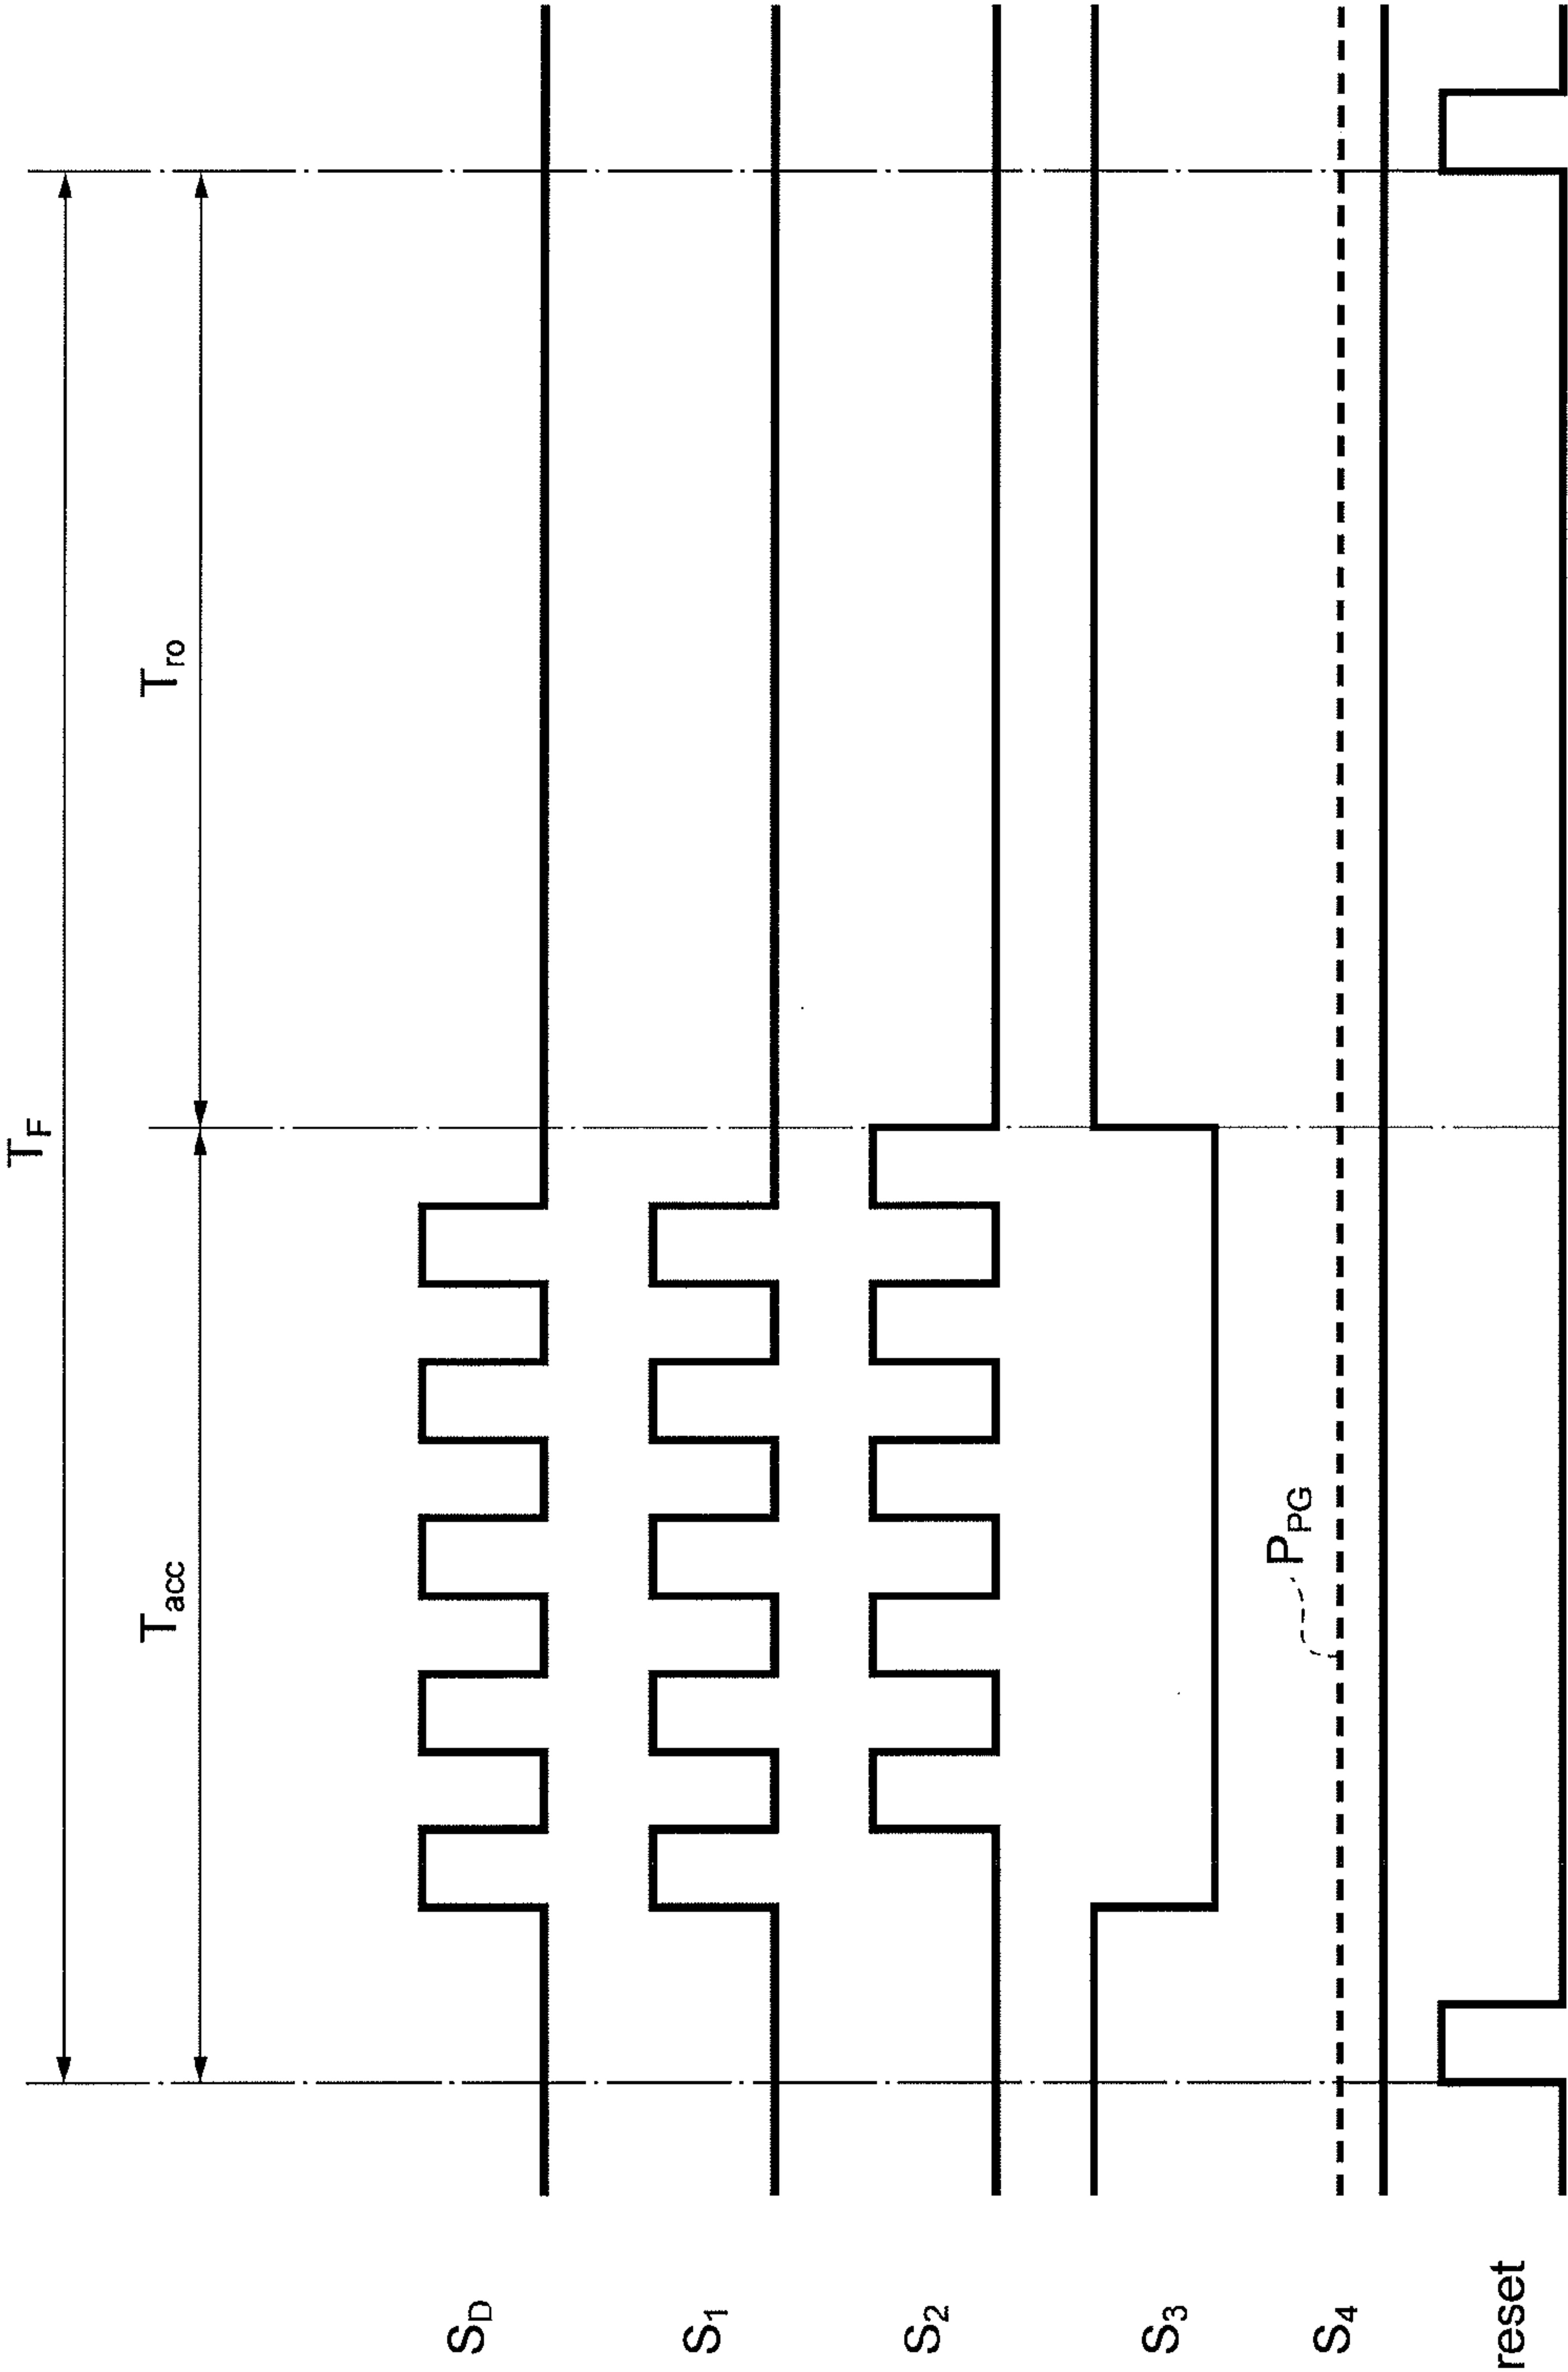 T_F
T_acc
T_ro
S_D
S_1
S_2
S_3
P_PG
S_4
reset